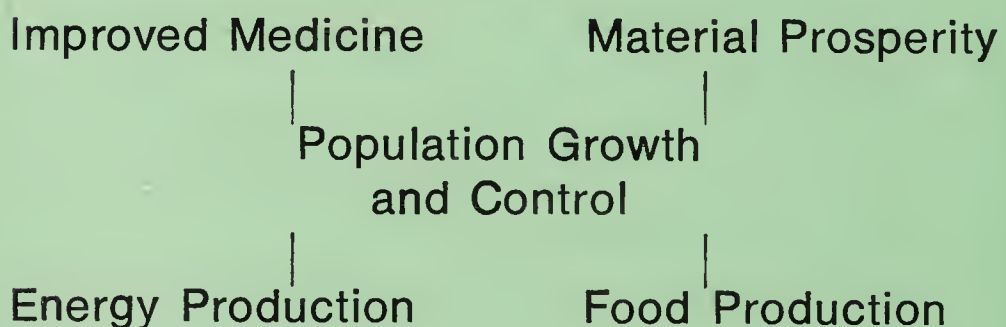 Improved Medicine Material Prosperity
Population Growth
and Control
Energy Production Food Production